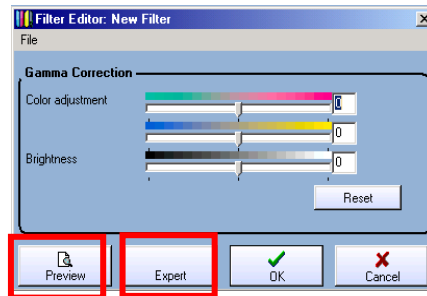 Filter Editor: New Filter
File
Gamma Correction
Color adjustment 0
0
Brightness 0
Reset
Preview Expert OK Cancel